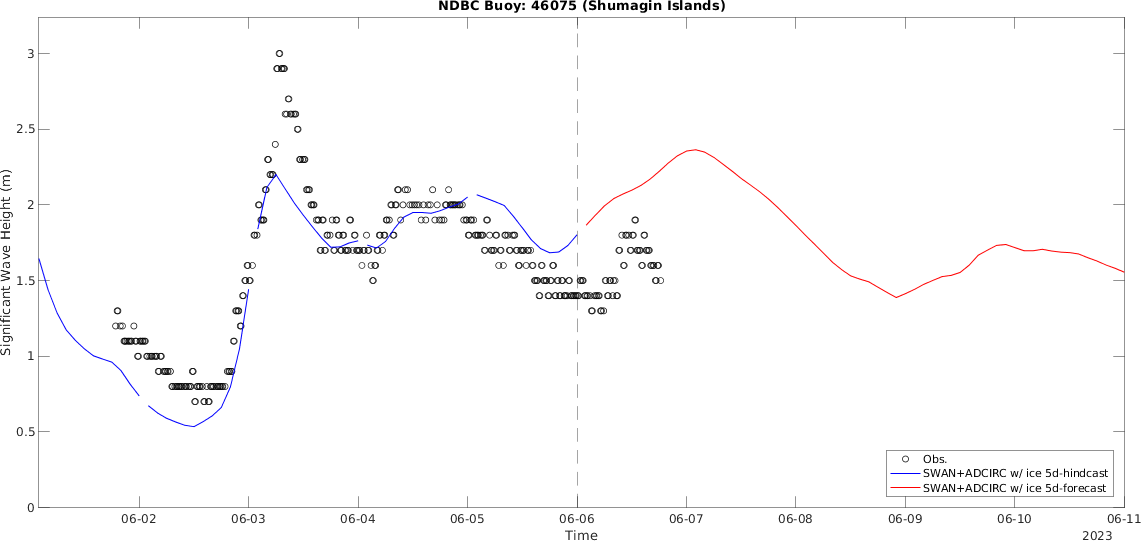 NDBC Buoy: 46075 (Shumagin Islands)
Significant Wave Height (m)
3
2.5
2
1.5
1
0.5
0
Obs.
SWAN+ADCIRC w/ ice 5d-hindcast
SWAN+ADCIRC w/ ice 5d-forecast
06-02 06-03 06-04 06-05 06-06 06-07 06-08 06-09 06-10 06-11
Time
2023